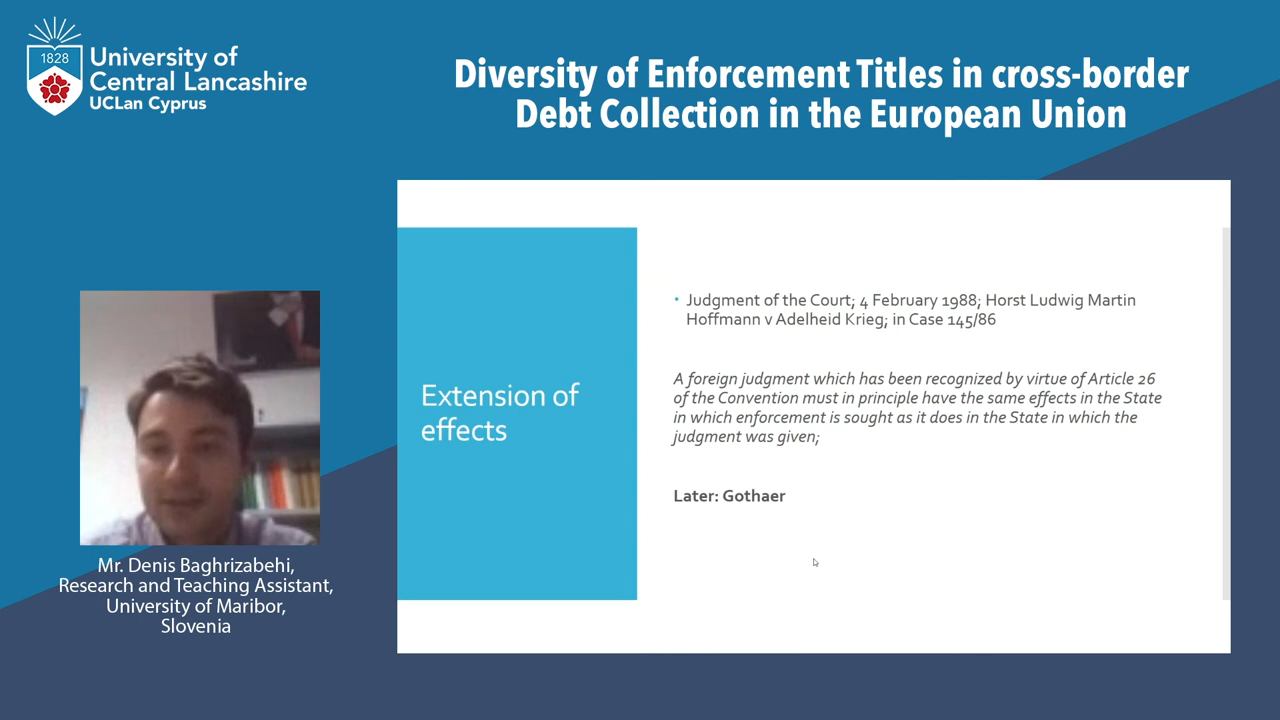 1828
University of
Central Lancashire
UCLan Cyprus
Diversity of Enforcement Titles in cross-border
Debt Collection in the European Union
Extension of
effects
• Judgment of the Court; 4 February 1988; Horst Ludwig Martin
Hoffmann v Adelheid Krieg; in Case 145/86
A foreign judgment which has been recognized by virtue of Article 26
of the Convention must in principle have the same effects in the State
in which enforcement is sought as it does in the State in which the
judgment was given;
Later: Gothaer
Mr. Denis Baghrizabehi,
Research and Teaching Assistant,
University of Maribor,
Slovenia